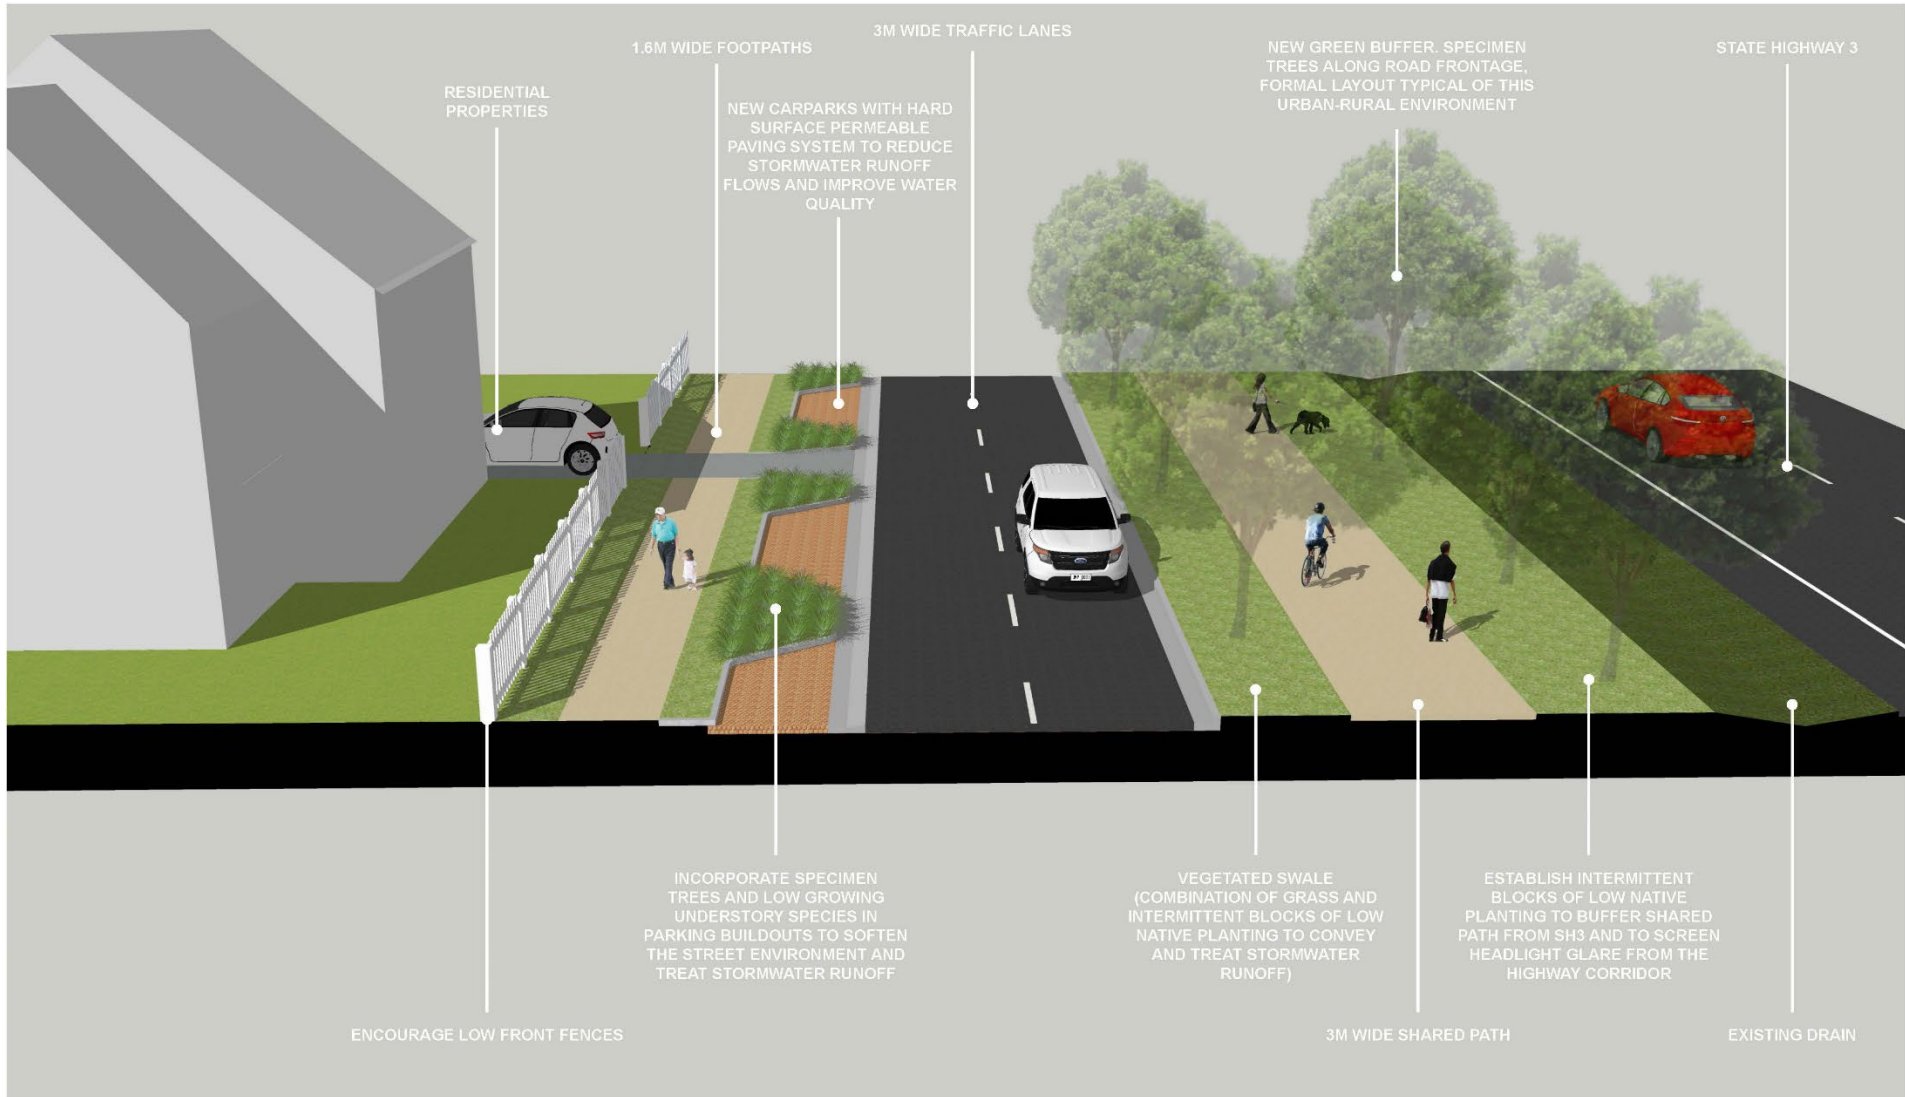 3M WIDE TRAFFIC LANES
1.6M WIDE FOOTPATHS
NEW GREEN BUFFER. SPECIMEN
TREES ALONG ROAD FRONTAGE,
FORMAL LAYOUT TYPICAL OF THIS
URBAN-RURAL ENVIRONMENT
STATE HIGHWAY 3
RESIDENTIAL
PROPERTIES
NEW CARPARKS WITH HARD
SURFACE PERMEABLE
PAVING SYSTEM TO REDUCE
STORMWATER RUNOFF
FLOWS AND IMPROVE WATER
QUALITY
INCORPORATE SPECIMEN
TREES AND LOW GROWING
UNDERSTORY SPECIES IN
PARKING BUILDOUTS TO SOFTEN
THE STREET ENVIRONMENT AND
TREAT STORMWATER RUNOFF
VEGETATED SWALE
(COMBINATION OF GRASS AND
INTERMITTENT BLOCKS OF LOW
NATIVE PLANTING TO CONVEY
AND TREAT STORMWATER
RUNOFF)
ESTABLISH INTERMITTENT
BLOCKS OF LOW NATIVE
PLANTING TO BUFFER SHARED
PATH FROM SH3 AND TO SCREEN
HEADLIGHT GLARE FROM THE
HIGHWAY CORRIDOR
ENCOURAGE LOW FRONT FENCES
3M WIDE SHARED PATH
EXISTING DRAIN